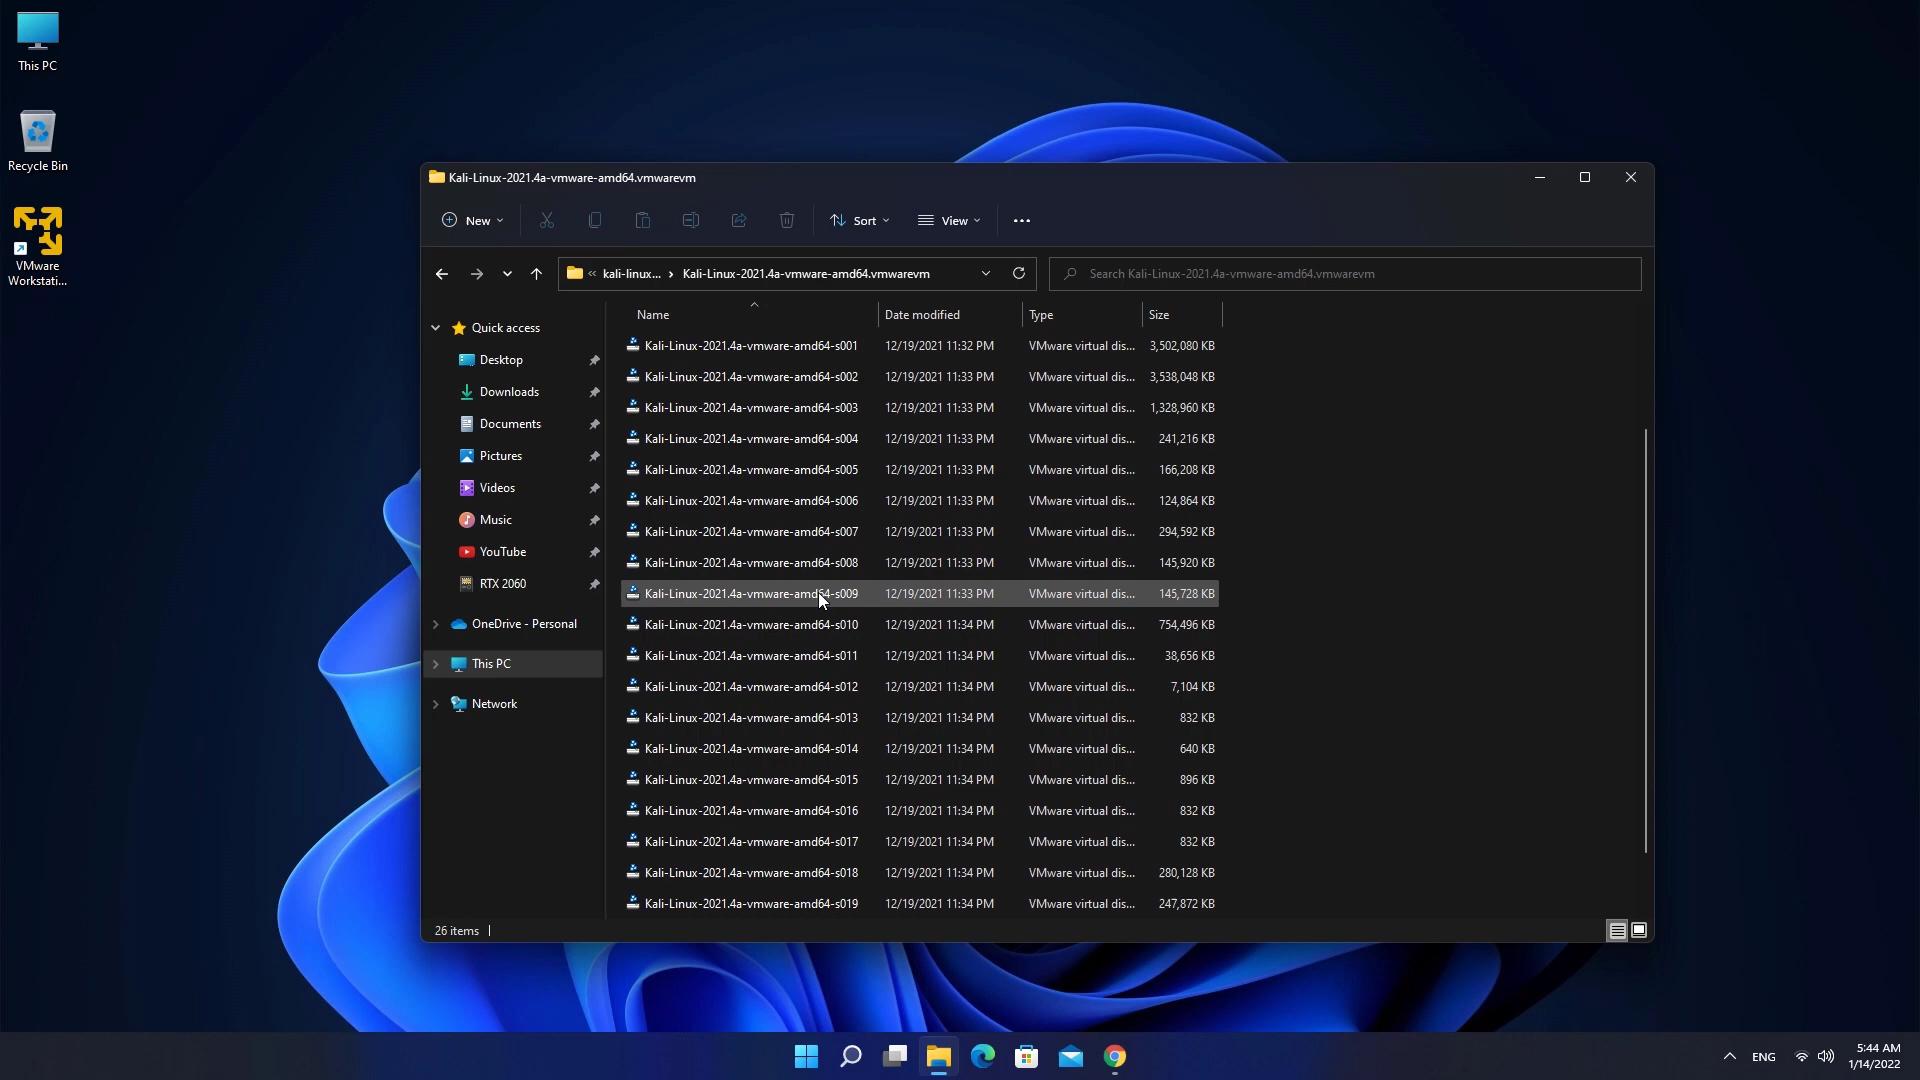 This PC
Recycle Bin
VMware
Workstati...
Kali-Linux-2021.4a-vmware-amd64.vmwarevm
New
Sort
View
« kali-linux... › Kali-Linux-2021.4a-vmware-amd64.vmwarevm
Search Kali-Linux-2021.4a-vmware-amd64.vmwarevm
Quick access
Desktop
Downloads
Documents
Pictures
Videos
Music
YouTube
RTX 2060
OneDrive - Personal
This PC
Network
Name Date modified Type Size
Kali-Linux-2021.4a-vmware-amd64-s001 12/19/2021 11:32 PM VMware virtual dis... 3,502,080 KB
Kali-Linux-2021.4a-vmware-amd64-s002 12/19/2021 11:33 PM VMware virtual dis... 3,538,048 KB
Kali-Linux-2021.4a-vmware-amd64-s003 12/19/2021 11:33 PM VMware virtual dis... 1,328,960 KB
Kali-Linux-2021.4a-vmware-amd64-s004 12/19/2021 11:33 PM VMware virtual dis... 241,216 KB
Kali-Linux-2021.4a-vmware-amd64-s005 12/19/2021 11:33 PM VMware virtual dis... 166,208 KB
Kali-Linux-2021.4a-vmware-amd64-s006 12/19/2021 11:33 PM VMware virtual dis... 124,864 KB
Kali-Linux-2021.4a-vmware-amd64-s007 12/19/2021 11:33 PM VMware virtual dis... 294,592 KB
Kali-Linux-2021.4a-vmware-amd64-s008 12/19/2021 11:33 PM VMware virtual dis... 145,920 KB
Kali-Linux-2021.4a-vmware-amd64-s009 12/19/2021 11:33 PM VMware virtual dis... 145,728 KB
Kali-Linux-2021.4a-vmware-amd64-s010 12/19/2021 11:34 PM VMware virtual dis... 754,496 KB
Kali-Linux-2021.4a-vmware-amd64-s011 12/19/2021 11:34 PM VMware virtual dis... 38,656 KB
Kali-Linux-2021.4a-vmware-amd64-s012 12/19/2021 11:34 PM VMware virtual dis... 7,104 KB
Kali-Linux-2021.4a-vmware-amd64-s013 12/19/2021 11:34 PM VMware virtual dis... 832 KB
Kali-Linux-2021.4a-vmware-amd64-s014 12/19/2021 11:34 PM VMware virtual dis... 640 KB
Kali-Linux-2021.4a-vmware-amd64-s015 12/19/2021 11:34 PM VMware virtual dis... 896 KB
Kali-Linux-2021.4a-vmware-amd64-s016 12/19/2021 11:34 PM VMware virtual dis... 832 KB
Kali-Linux-2021.4a-vmware-amd64-s017 12/19/2021 11:34 PM VMware virtual dis... 832 KB
Kali-Linux-2021.4a-vmware-amd64-s018 12/19/2021 11:34 PM VMware virtual dis... 280,128 KB
Kali-Linux-2021.4a-vmware-amd64-s019 12/19/2021 11:34 PM VMware virtual dis... 247,872 KB
26 items
ENG
5:44 AM
1/14/2022